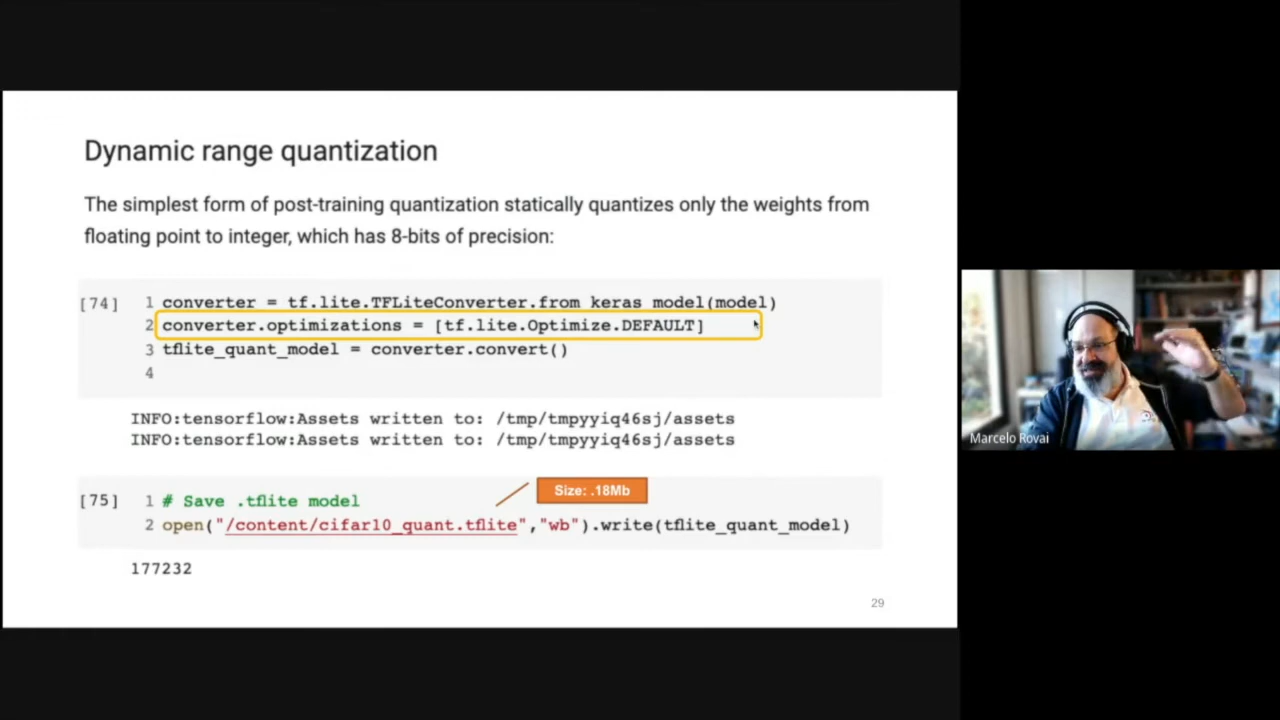 Dynamic range quantization
The simplest form of post-training quantization statically quantizes only the weights from
floating point to integer, which has 8-bits of precision:
[74] 1 converter = tf.lite.TFLiteConverter.from_keras_model(model)
2 converter.optimizations = [tf.lite.Optimize.DEFAULT]
3 tflite_quant_model = converter.convert()
4
INFO:tensorflow:Assets written to: /tmp/tmpyyiq46sj/assets
INFO:tensorflow:Assets written to: /tmp/tmpyyiq46sj/assets
Size: .18Mb
[75] 1 # Save .tflite model
2 open("/content/cifar10_quant.tflite","wb").write(tflite_quant_model)
177232
29
Marcelo Rovai